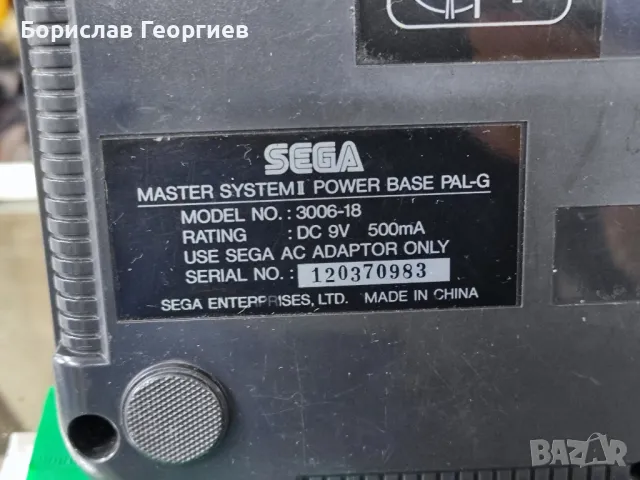 Борислав Георгиев
SEGA
MASTER SYSTEM II POWER BASE PAL-G
MODEL NO. : 3006-18
RATING : DC 9V 500mA
USE SEGA AC ADAPTOR ONLY
SERIAL NO. : 120370983
SEGA ENTERPRISES, LTD. MADE IN CHINA
BAZAR